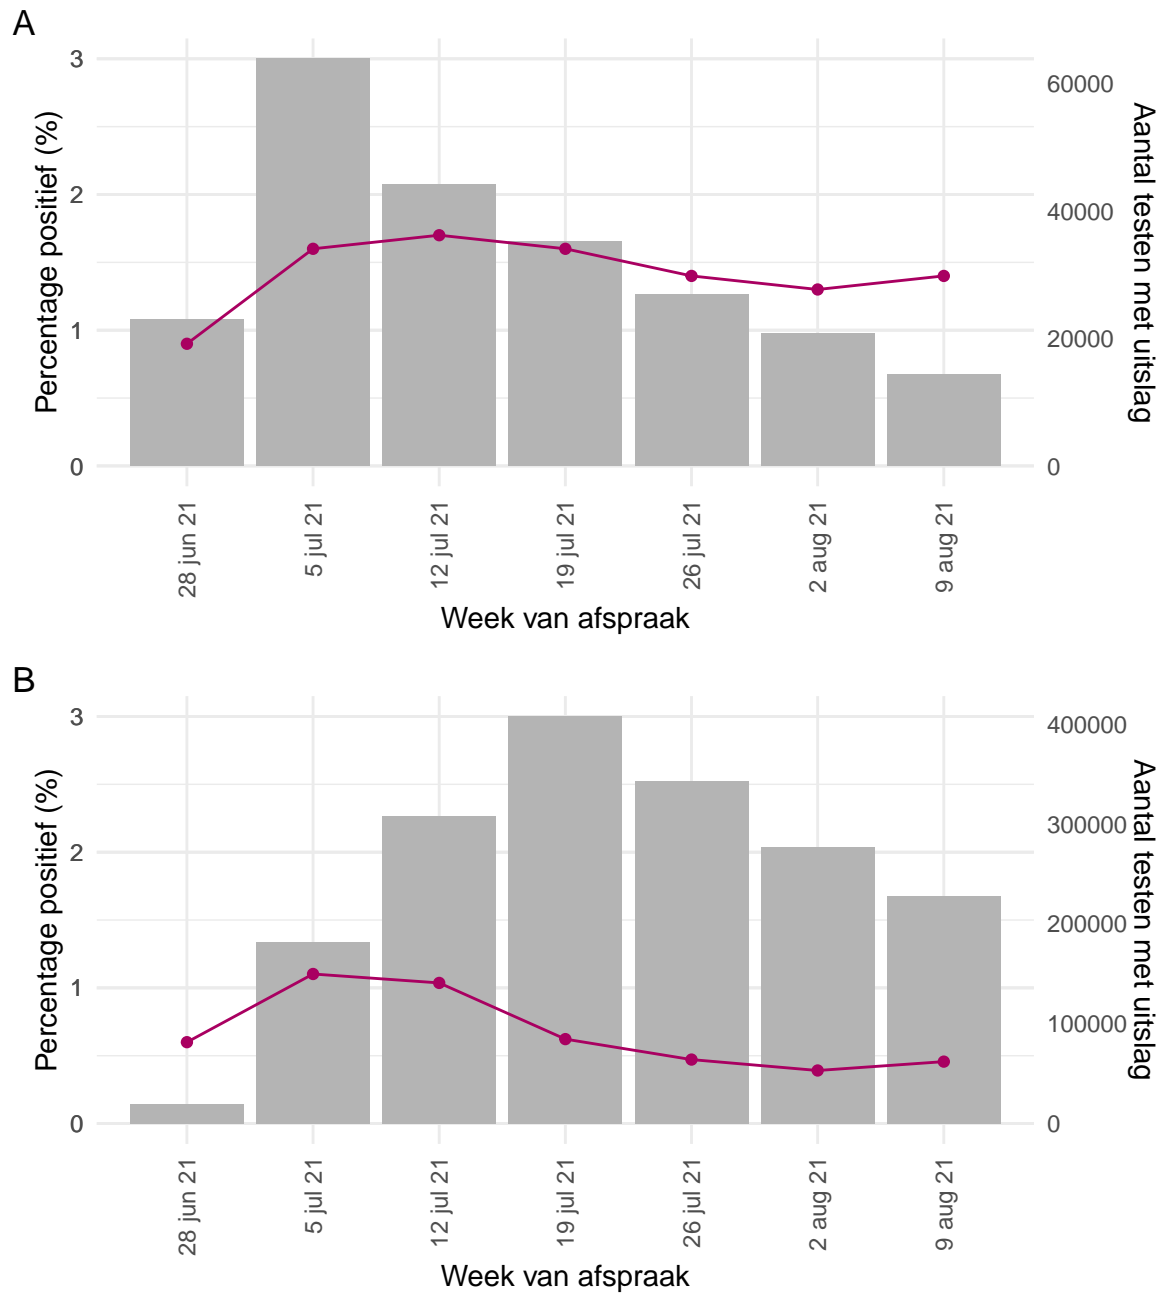 A
Percentage positief (%)
3
2
1
0
60000
40000
20000
0
Aantal testen met uitslag
28 jun 21
5 jul 21
12 jul 21
19 jul 21
26 jul 21
2 aug 21
9 aug 21
Week van afspraak
B
Percentage positief (%)
3
2
1
0
400000
300000
200000
100000
0
Aantal testen met uitslag
28 jun 21
5 jul 21
12 jul 21
19 jul 21
26 jul 21
2 aug 21
9 aug 21
Week van afspraak